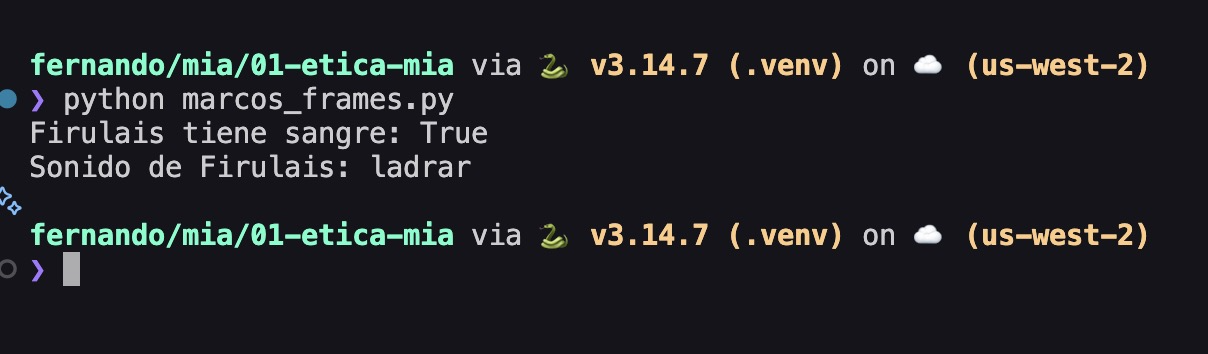 fernando/mia/01-etica-mia via 🐍 v3.14.7 (.venv) on ☁️ (us-west-2)
❯ python marcos_frames.py
Firulais tiene sangre: True
Sonido de Firulais: ladrar
fernando/mia/01-etica-mia via 🐍 v3.14.7 (.venv) on ☁️ (us-west-2)
❯